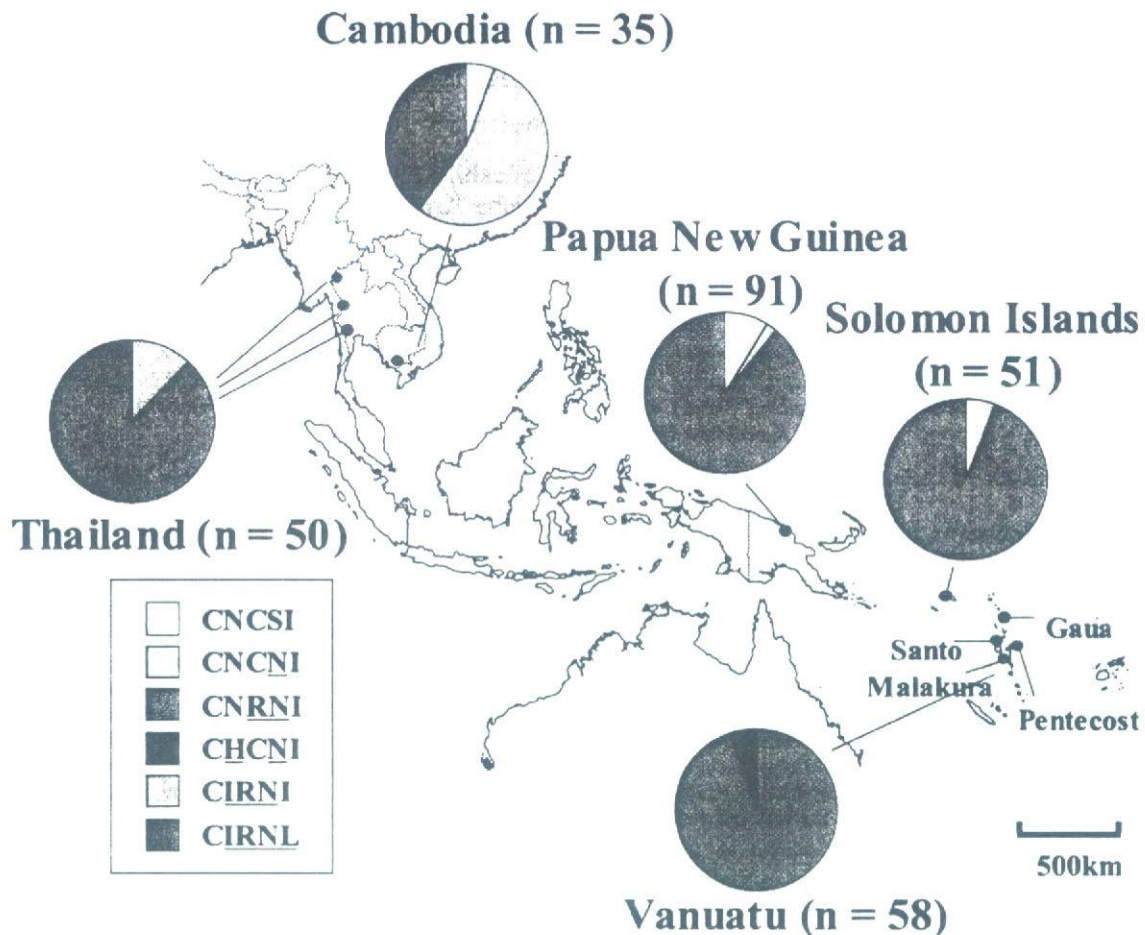 Cambodia (n = 35)
Papua New Guinea
(n = 91)
Solomon Islands
(n = 51)
Thailand (n = 50)
CNCSI
CNCNI
CNRNI
CHCNI
CIRNI
CIRNL
Gaua
Santo
Malakura
Pentecost
500km
Vanuatu (n = 58)